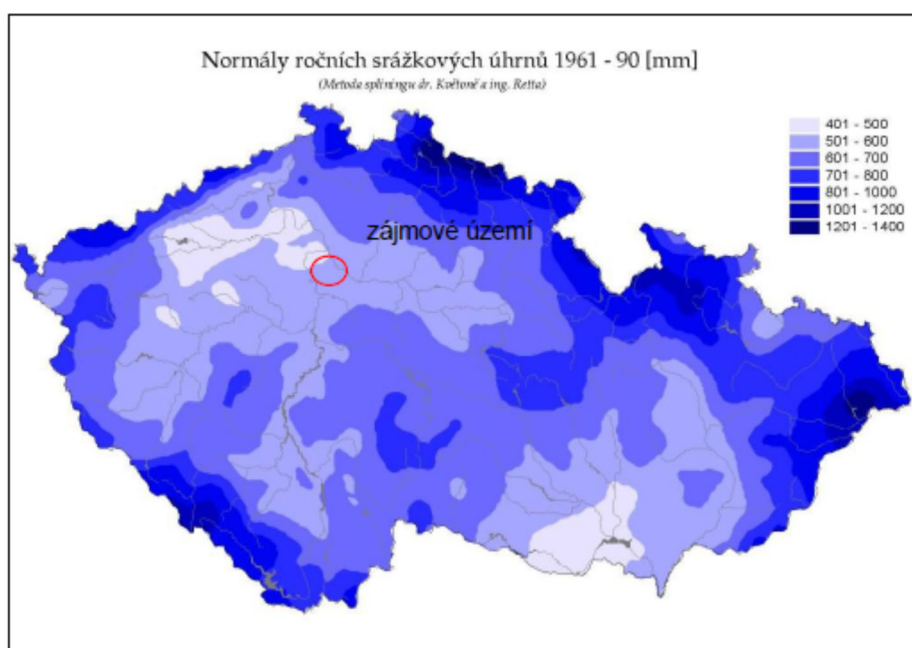 Normály ročních srážkových úhrnů 1961 - 90 [mm]
(Metoda spliningu dr. Květoně a ing. Retta)
401 - 500
501 - 600
601 - 700
701 - 800
801 - 1000
1001 - 1200
1201 - 1400
zájmové území